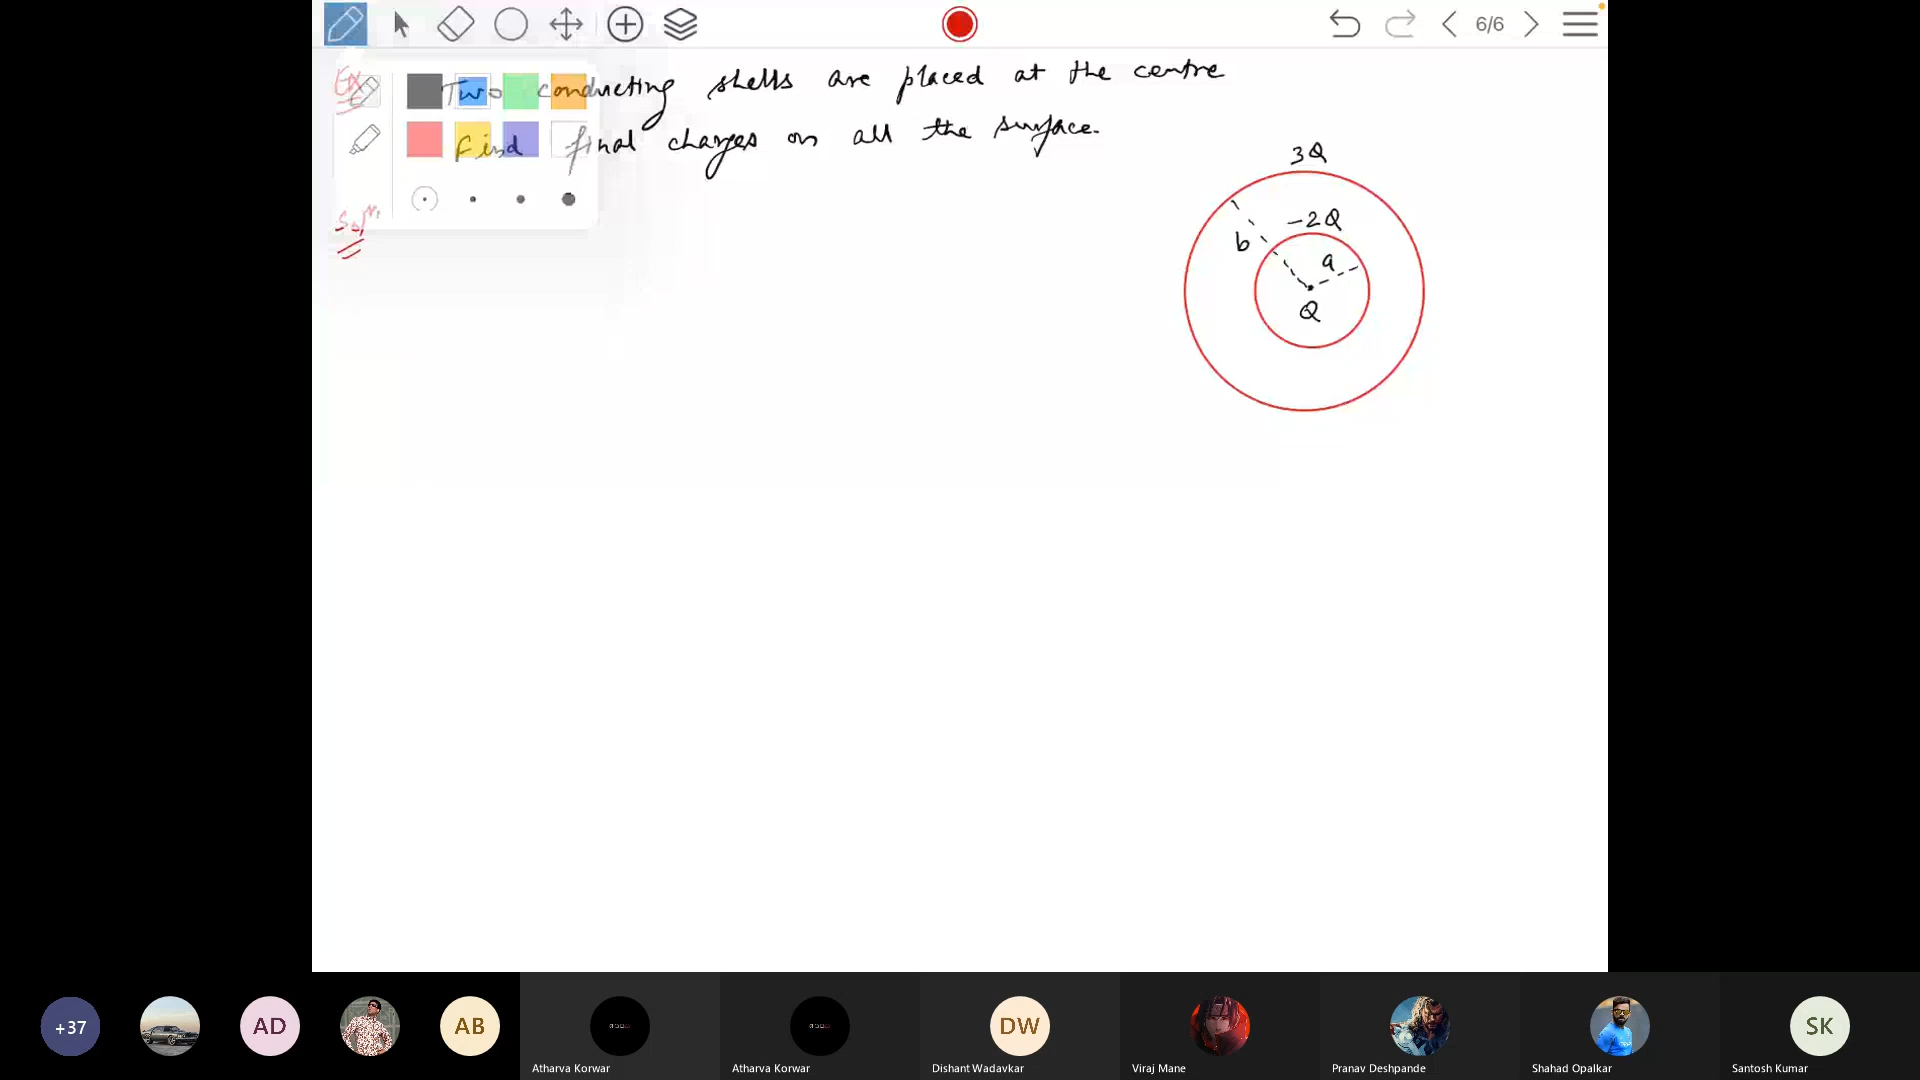 6/6
Ex Two conducting shells are placed at the centre
Find final charges on all the surface.
Soln.
3Q
-2Q
b
a
Q
+37
AD
AB
Atharva Korwar
Atharva Korwar
DW
Dishant Wadavkar
Viraj Mane
Pranav Deshpande
Shahad Opalkar
SK
Santosh Kumar